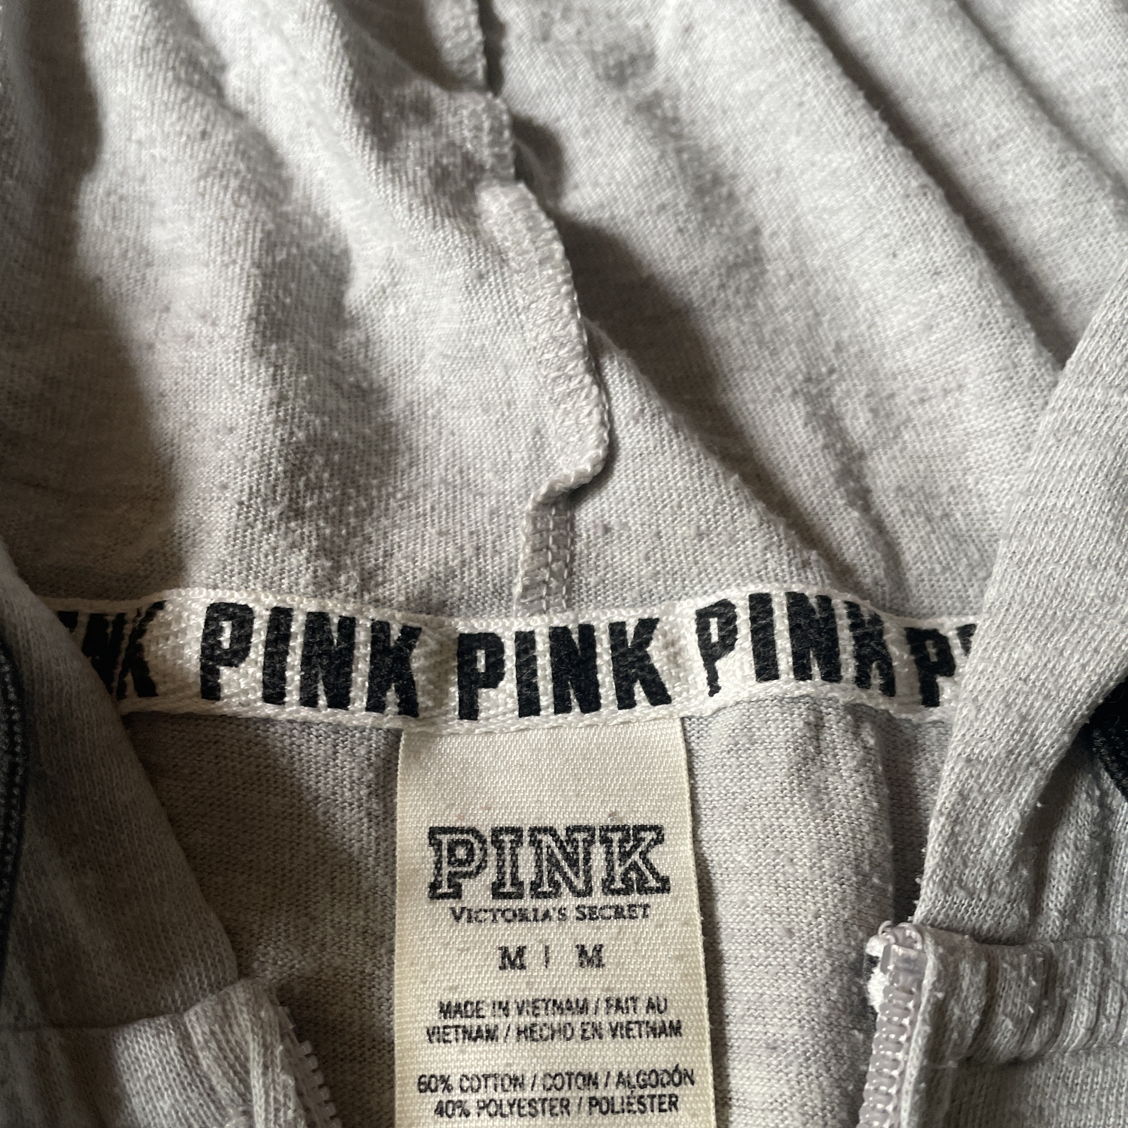 PINK PINK PINK
PINK
VICTORIA'S SECRET
M | M
MADE IN VIETNAM / FAIT AU
VIETNAM / HECHO EN VIETNAM
60% COTTON / COTON / ALGODÓN
40% POLYESTER / POLIÉSTER